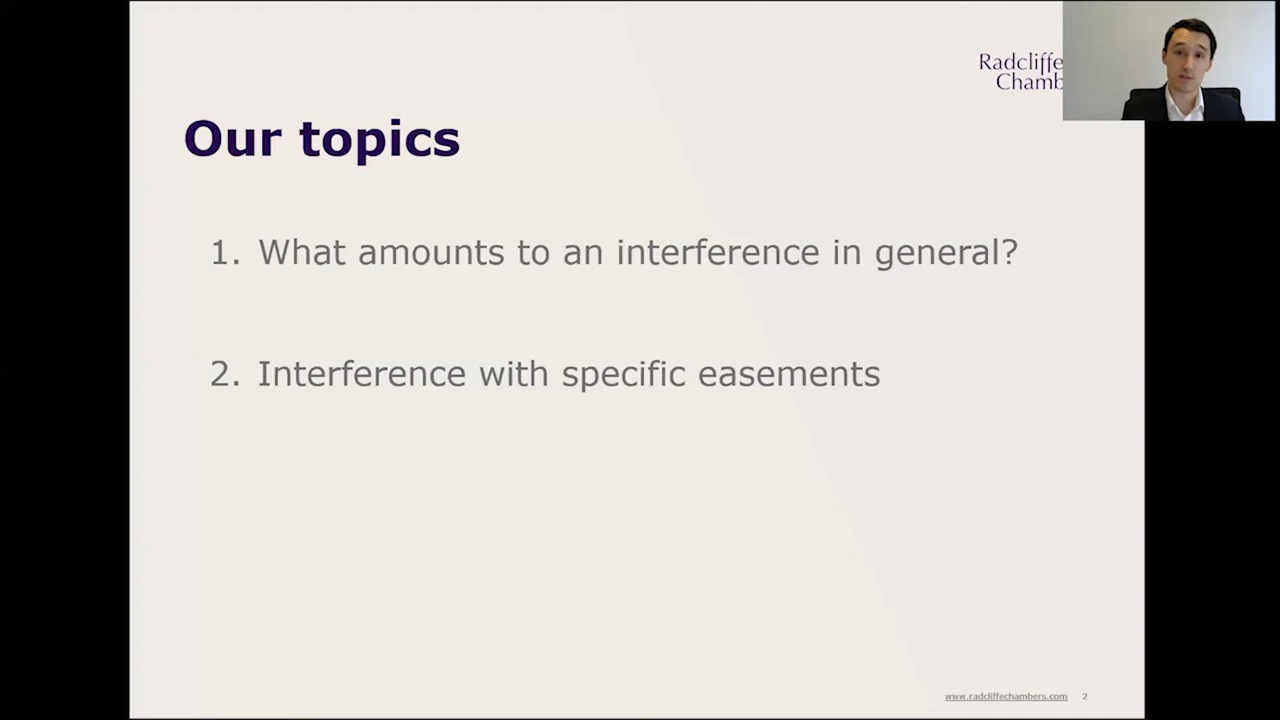 Radcliffe
Chamb
Our topics
1. What amounts to an interference in general?
2. Interference with specific easements
www.radcliffechambers.com 2